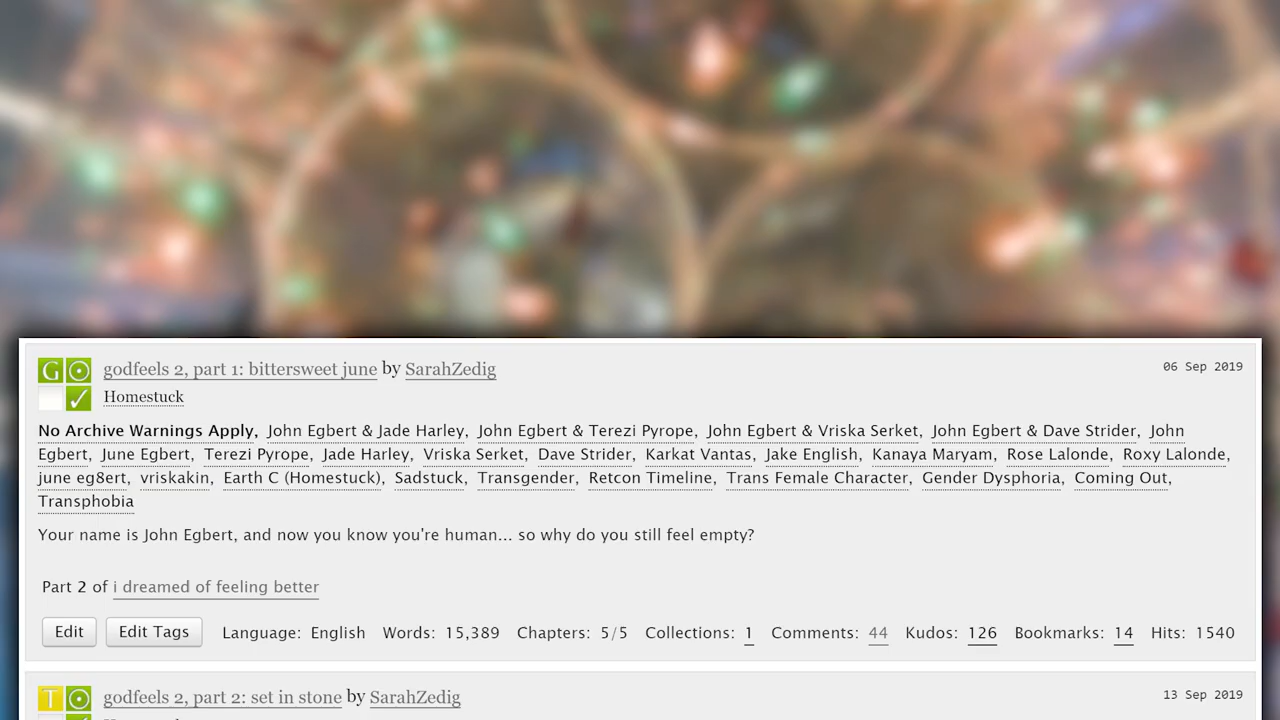 G godfeels 2, part 1: bittersweet june by SarahZedig 06 Sep 2019
Homestuck
No Archive Warnings Apply, John Egbert & Jade Harley, John Egbert & Terezi Pyrope, John Egbert & Vriska Serket, John Egbert & Dave Strider, John
Egbert, June Egbert, Terezi Pyrope, Jade Harley, Vriska Serket, Dave Strider, Karkat Vantas, Jake English, Kanaya Maryam, Rose Lalonde, Roxy Lalonde,
june eg8ert, vriskakin, Earth C (Homestuck), Sadstuck, Transgender, Retcon Timeline, Trans Female Character, Gender Dysphoria, Coming Out,
Transphobia
Your name is John Egbert, and now you know you're human... so why do you still feel empty?
Part 2 of i dreamed of feeling better
Edit Edit Tags Language: English Words: 15,389 Chapters: 5/5 Collections: 1 Comments: 44 Kudos: 126 Bookmarks: 14 Hits: 1540
T godfeels 2, part 2: set in stone by SarahZedig 13 Sep 2019